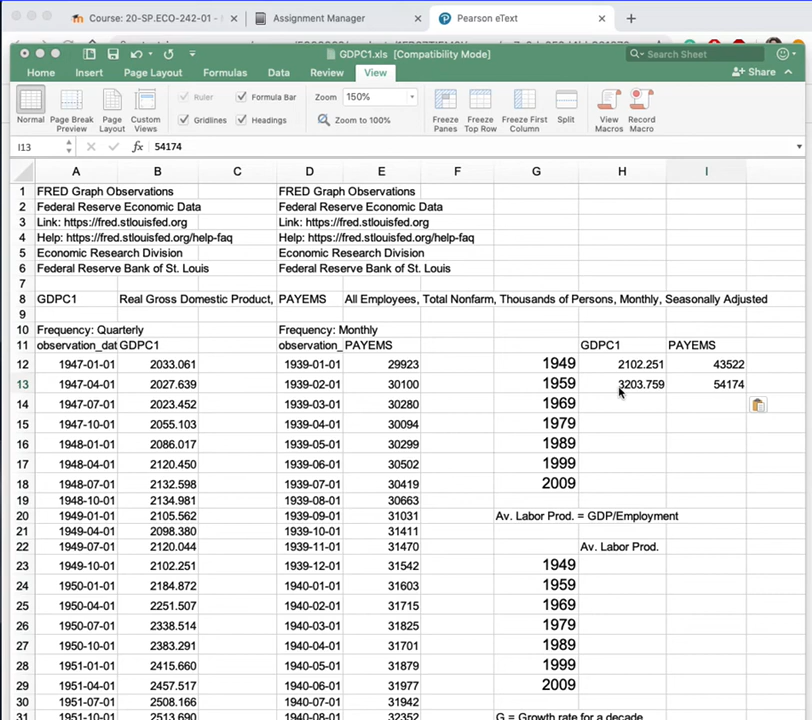 Course: 20-SP.ECO-242-01 -
Assignment Manager
Pearson eText
GDPC1.xls [Compatibility Mode]
Search Sheet
Home Insert Page Layout Formulas Data Review View
Share
Normal Page Break Preview Page Layout Custom Views
Ruler Formula Bar
Gridlines Headings
Zoom 150%
Zoom to 100%
Freeze Panes Freeze Top Row Freeze First Column Split
View Macros Record Macro
I13 fx 54174
A B C D E F G H I
1 FRED Graph Observations FRED Graph Observations
2 Federal Reserve Economic Data Federal Reserve Economic Data
3 Link: https://fred.stlouisfed.org Link: https://fred.stlouisfed.org
4 Help: https://fred.stlouisfed.org/help-faq Help: https://fred.stlouisfed.org/help-faq
5 Economic Research Division Economic Research Division
6 Federal Reserve Bank of St. Louis Federal Reserve Bank of St. Louis
7
8 GDPC1 Real Gross Domestic Product, PAYEMS All Employees, Total Nonfarm, Thousands of Persons, Monthly, Seasonally Adjusted
9
10 Frequency: Quarterly Frequency: Monthly
11 observation_dat GDPC1 observation_ PAYEMS GDPC1 PAYEMS
12 1947-01-01 2033.061 1939-01-01 29923 1949 2102.251 43522
13 1947-04-01 2027.639 1939-02-01 30100 1959 3203.759 54174
14 1947-07-01 2023.452 1939-03-01 30280 1969
15 1947-10-01 2055.103 1939-04-01 30094 1979
16 1948-01-01 2086.017 1939-05-01 30299 1989
17 1948-04-01 2120.450 1939-06-01 30502 1999
18 1948-07-01 2132.598 1939-07-01 30419 2009
19 1948-10-01 2134.981 1939-08-01 30663
20 1949-01-01 2105.562 1939-09-01 31031 Av. Labor Prod. = GDP/Employment
21 1949-04-01 2098.380 1939-10-01 31411
22 1949-07-01 2120.044 1939-11-01 31470 Av. Labor Prod.
23 1949-10-01 2102.251 1939-12-01 31542 1949
24 1950-01-01 2184.872 1940-01-01 31603 1959
25 1950-04-01 2251.507 1940-02-01 31715 1969
26 1950-07-01 2338.514 1940-03-01 31825 1979
27 1950-10-01 2383.291 1940-04-01 31701 1989
28 1951-01-01 2415.660 1940-05-01 31879 1999
29 1951-04-01 2457.517 1940-06-01 31977 2009
30 1951-07-01 2508.166 1940-07-01 31942
31 1951-10-01 2513.690 1940-08-01 32352 G = Growth rate for a decade